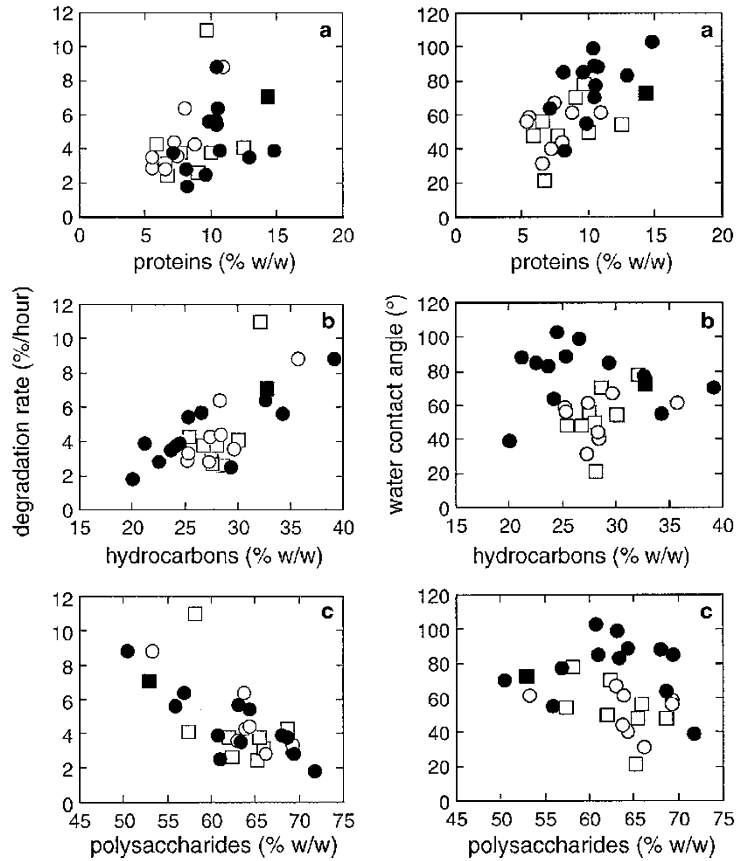 12
10
8
6
4
2
0
a
0 5 10 15 20
proteins (% w/w)
120
100
80
60
40
20
0
a
0 5 10 15 20
proteins (% w/w)
degradation rate (%/hour)
12
10
8
6
4
2
0
b
15 20 25 30 35 40
hydrocarbons (% w/w)
water contact angle (°)
120
100
80
60
40
20
0
b
15 20 25 30 35 40
hydrocarbons (% w/w)
12
10
8
6
4
2
0
c
45 50 55 60 65 70 75
polysaccharides (% w/w)
120
100
80
60
40
20
0
c
45 50 55 60 65 70 75
polysaccharides (% w/w)